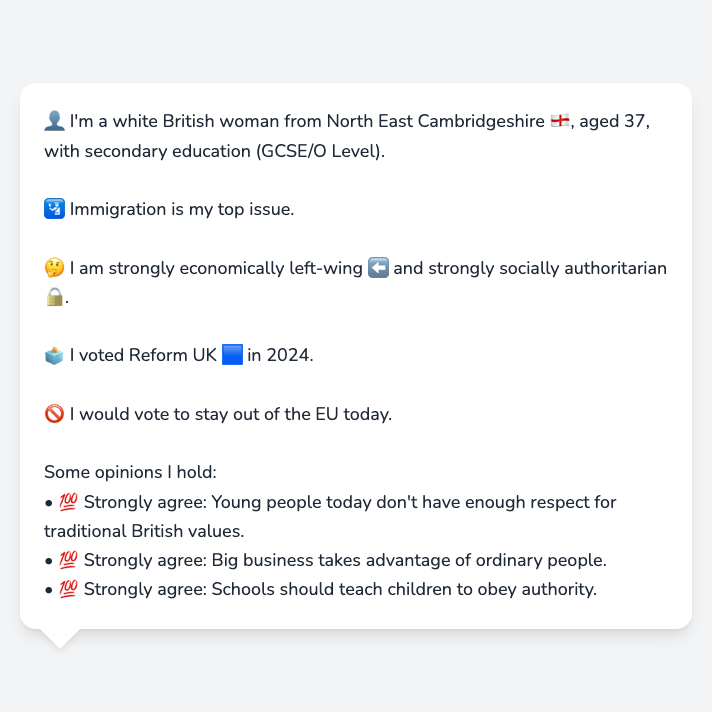 👤 I'm a white British woman from North East Cambridgeshire 🏴󠁧󠁢󠁥󠁮󠁧󠁿, aged 37,
with secondary education (GCSE/O Level).
🛂 Immigration is my top issue.
🤔 I am strongly economically left-wing ⬅️ and strongly socially authoritarian
🔒.
🗳️ I voted Reform UK 🟦 in 2024.
🚫 I would vote to stay out of the EU today.
Some opinions I hold:
• 💯 Strongly agree: Young people today don't have enough respect for
traditional British values.
• 💯 Strongly agree: Big business takes advantage of ordinary people.
• 💯 Strongly agree: Schools should teach children to obey authority.